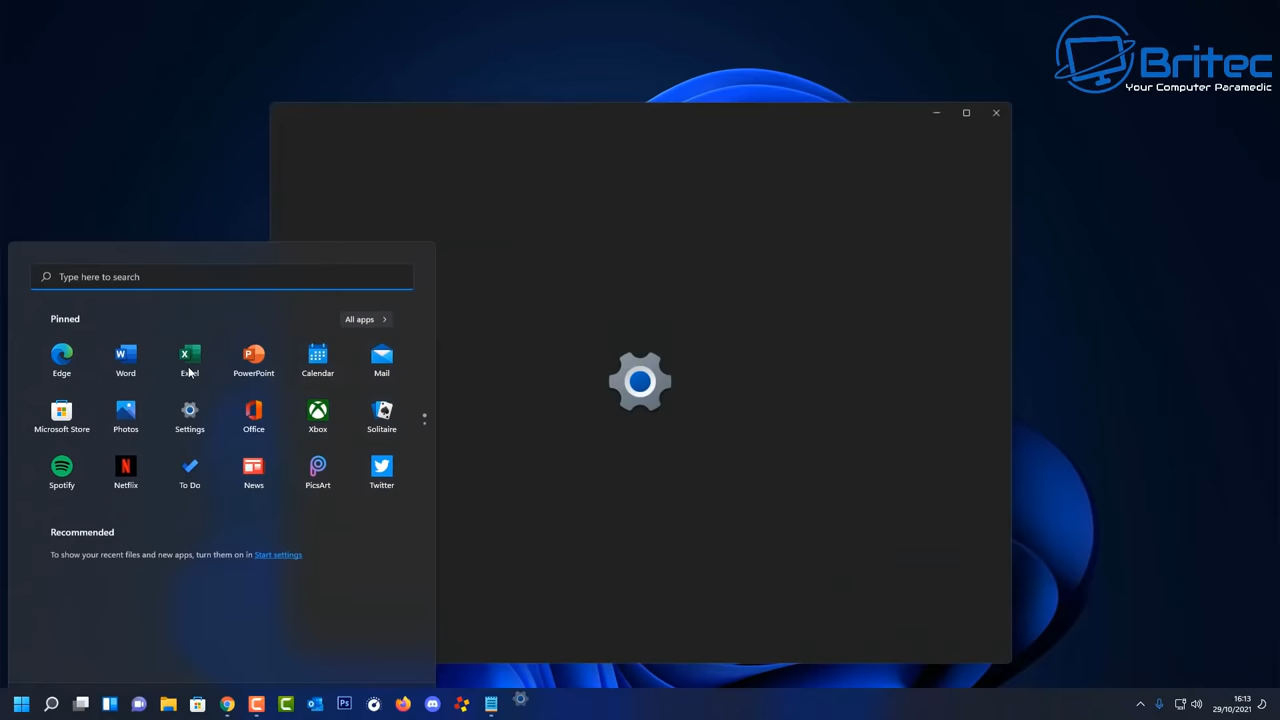 Britec
Your Computer Paramedic
Type here to search
Pinned
All apps
Edge
Word
Excel
PowerPoint
Calendar
Mail
Microsoft Store
Photos
Settings
Office
Xbox
Solitaire
Spotify
Netflix
To Do
News
PicsArt
Twitter
Recommended
To show your recent files and new apps, turn them on in Start settings
16:13
29/10/2021